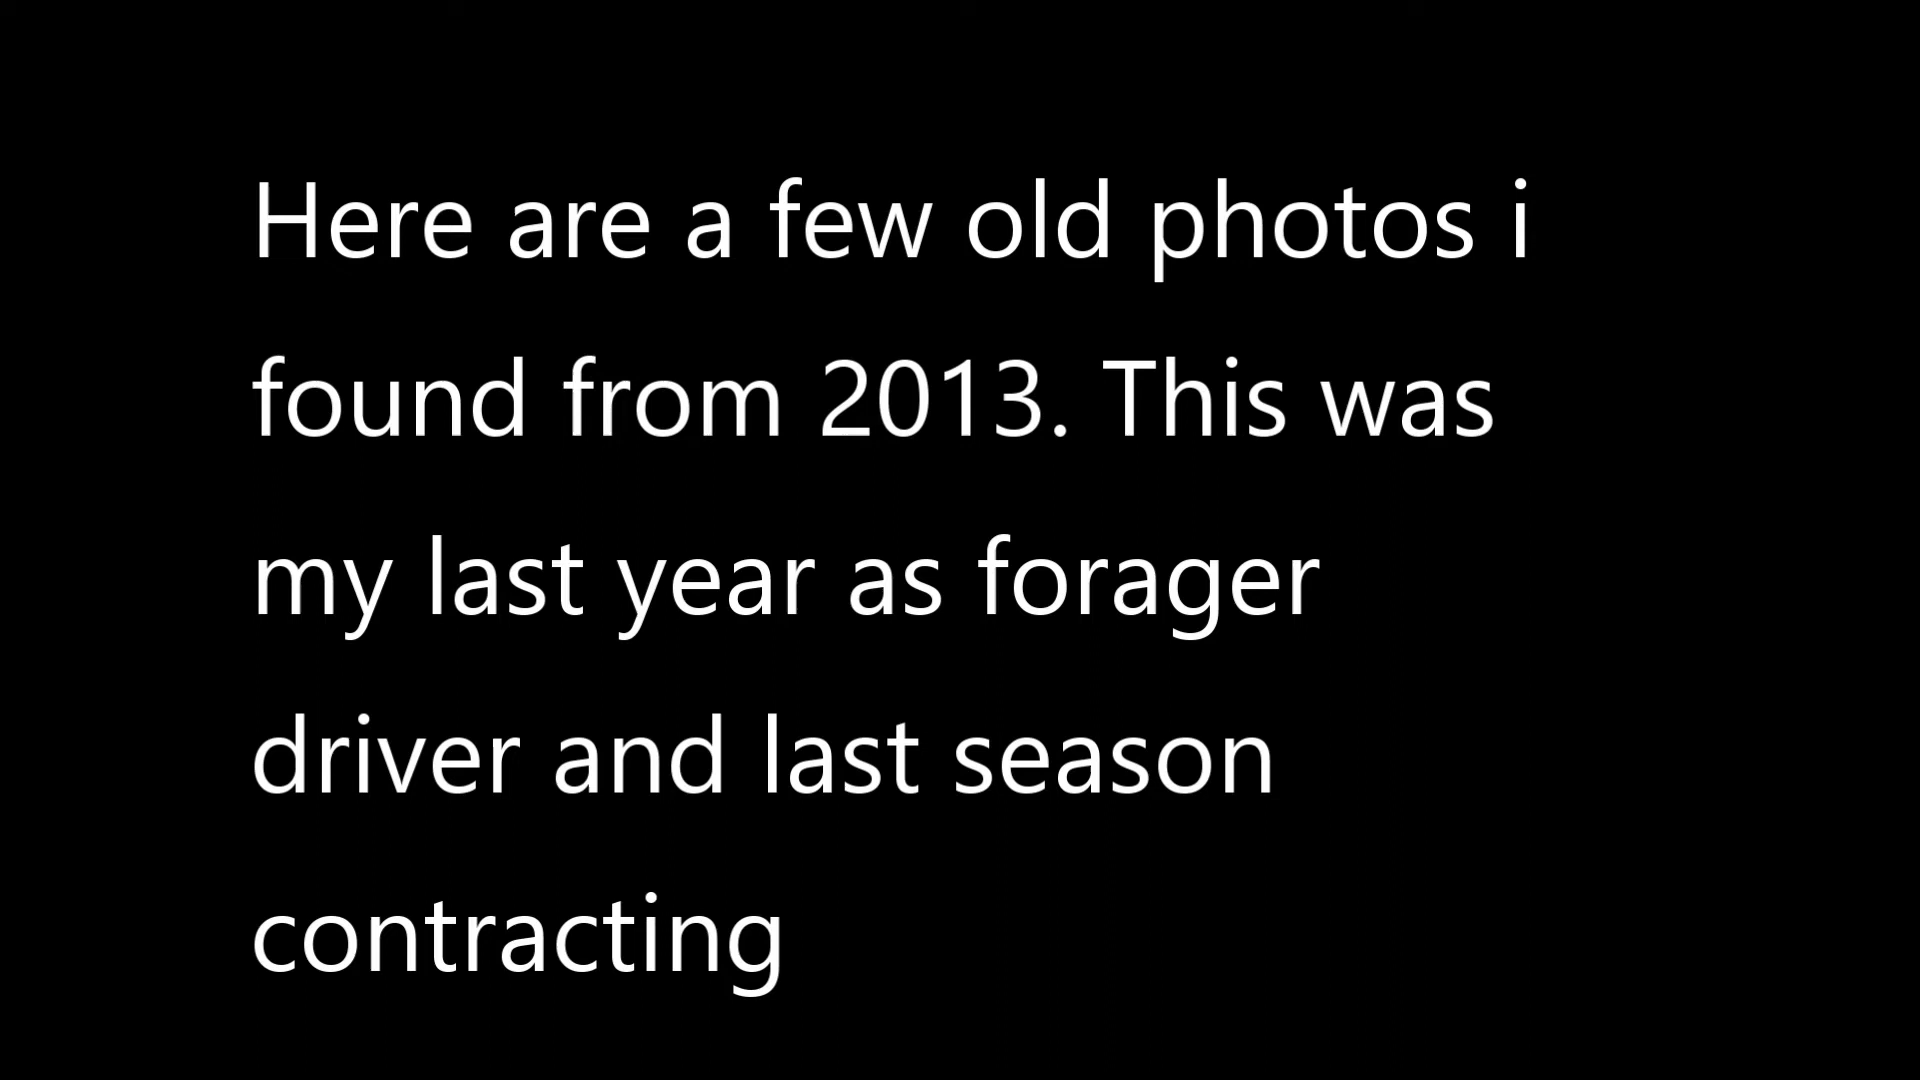 Here are a few old photos i
found from 2013. This was
my last year as forager
driver and last season
contracting